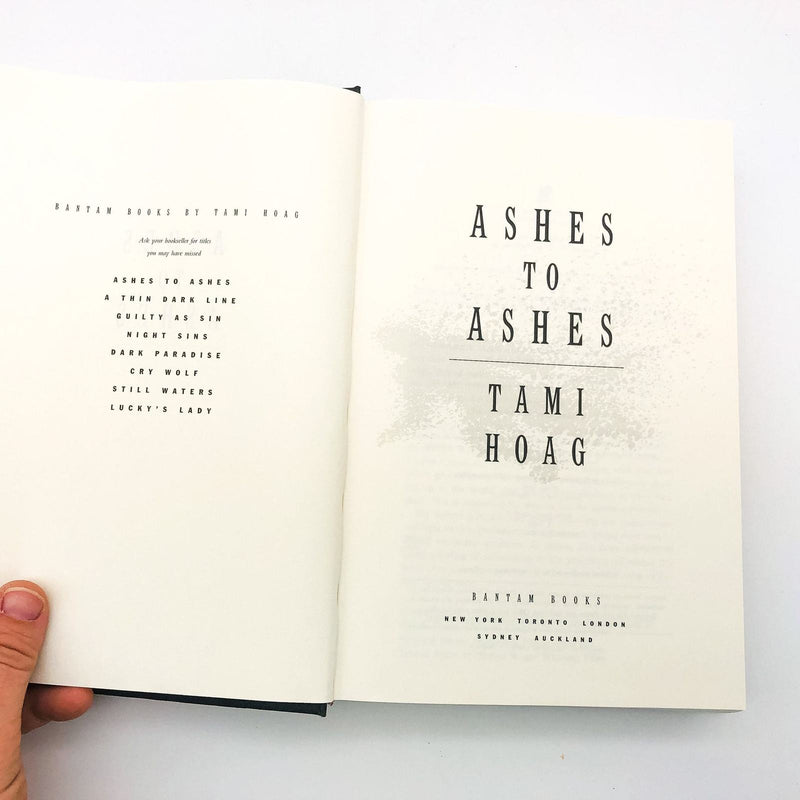 BANTAM BOOKS BY TAMI HOAG
Ask your bookseller for titles
you may have missed
ASHES TO ASHES
A THIN DARK LINE
GUILTY AS SIN
NIGHT SINS
DARK PARADISE
CRY WOLF
STILL WATERS
LUCKY'S LADY
ASHES
TO
ASHES
TAMI
HOAG
BANTAM BOOKS
NEW YORK TORONTO LONDON
SYDNEY AUCKLAND